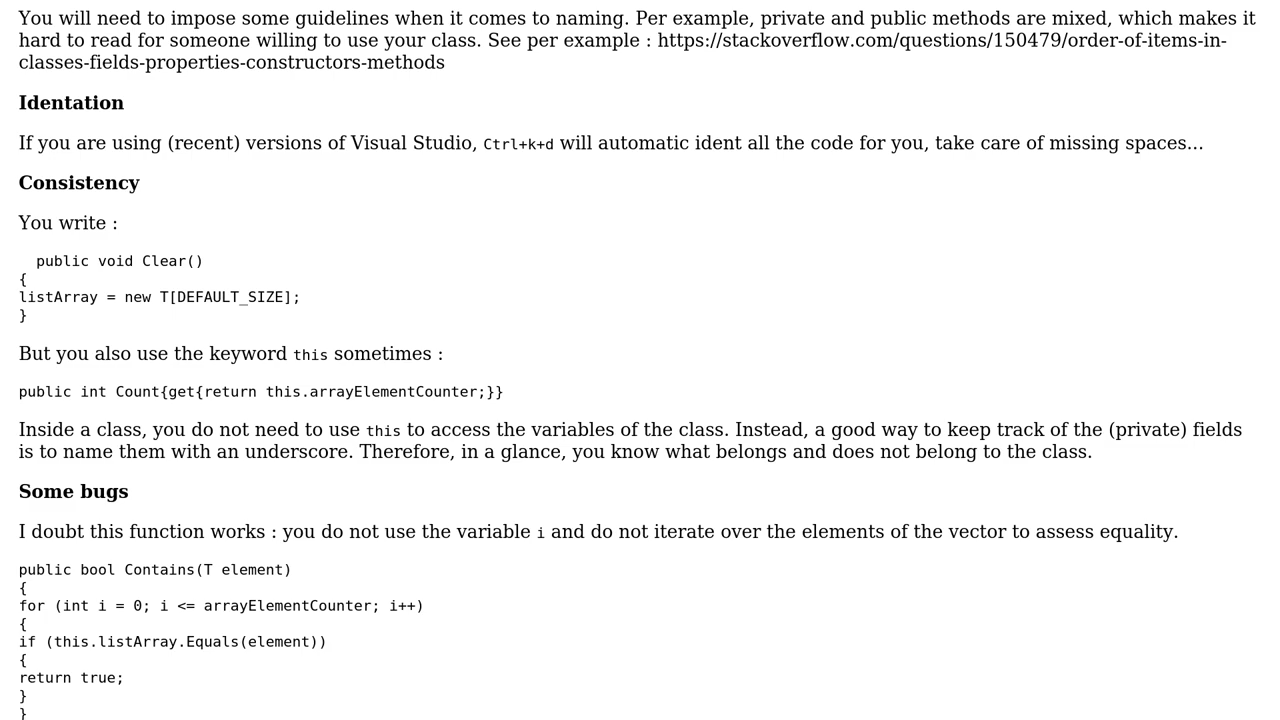 You will need to impose some guidelines when it comes to naming. Per example, private and public methods are mixed, which makes it
hard to read for someone willing to use your class. See per example : https://stackoverflow.com/questions/150479/order-of-items-in-
classes-fields-properties-constructors-methods
Identation
If you are using (recent) versions of Visual Studio, Ctrl+k+d will automatic ident all the code for you, take care of missing spaces...
Consistency
You write :
public void Clear()
{
listArray = new T[DEFAULT_SIZE];
}
But you also use the keyword this sometimes :
public int Count{get{return this.arrayElementCounter;}}
Inside a class, you do not need to use this to access the variables of the class. Instead, a good way to keep track of the (private) fields
is to name them with an underscore. Therefore, in a glance, you know what belongs and does not belong to the class.
Some bugs
I doubt this function works : you do not use the variable i and do not iterate over the elements of the vector to assess equality.
public bool Contains(T element)
{
for (int i = 0; i <= arrayElementCounter; i++)
{
if (this.listArray.Equals(element))
{
return true;
}
}